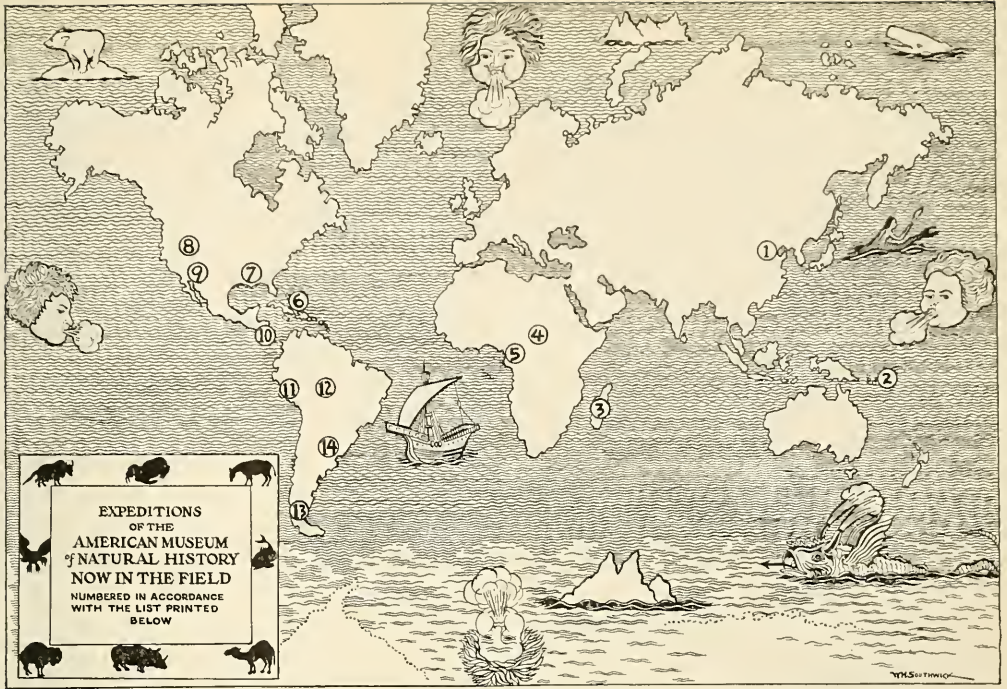 8
7
9
6
10
1
4
5
2
11
12
3
14
13
EXPEDITIONS
OF THE
AMERICAN MUSEUM
of NATURAL HISTORY
NOW IN THE FIELD
NUMBERED IN ACCORDANCE
WITH THE LIST PRINTED
BELOW
W.H.SOUTHWICK